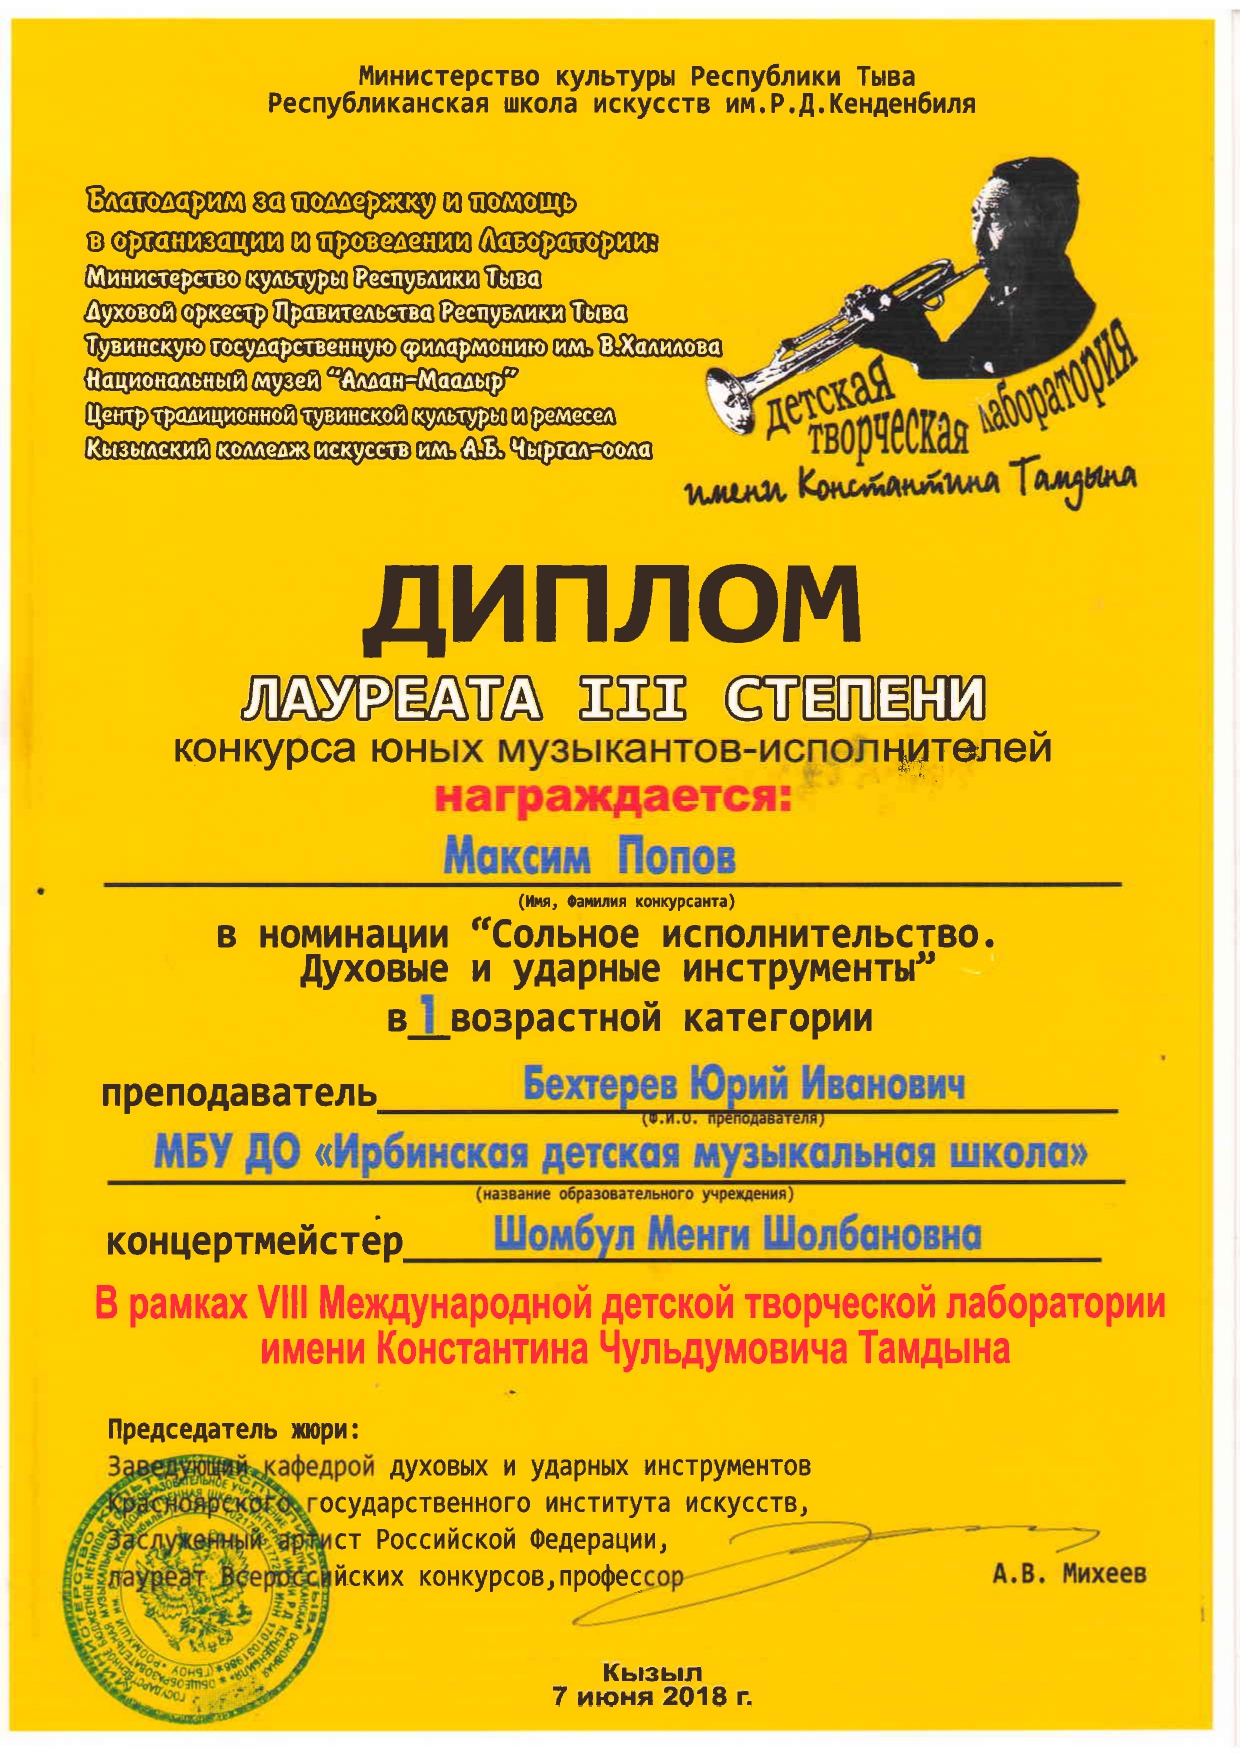 Министерство культуры Республики Тыва
Республиканская школа искусств им.Р.Д.Кенденбиля
Благодарим за поддержку и помощь
в организации и проведении Лаборатории:
Министерство культуры Республики Тыва
Духовой оркестр Правительства Республики Тыва
Тувинскую государственную филармонию им. В.Халилова
Национальный музей “Алдан-Маадыр”
Центр традиционной тувинской культуры и ремесел
Кызылский колледж искусств им. А.Б. Чыргал-оола
детская
творческая лаборатория
имени Константина Тамдына
ДИПЛОМ
ЛАУРЕАТА III СТЕПЕНИ
конкурса юных музыкантов-исполнителей
награждается:
Максим Попов
(Имя, Фамилия конкурсанта)
в номинации “Сольное исполнительство.
Духовые и ударные инструменты”
в 1 возрастной категории
преподаватель Бехтерев Юрий Иванович
(Ф.И.О. преподавателя)
МБУ ДО «Ирбинская детская музыкальная школа»
(название образовательного учреждения)
концертмейстер Шомбул Менги Шолбановна
В рамках VIII Международной детской творческой лаборатории
имени Константина Чульдумовича Тамдына
Председатель жюри:
Заведующий кафедрой духовых и ударных инструментов
Красноярского государственного института искусств,
Заслуженный артист Российской Федерации,
лауреат Всероссийских конкурсов,профессор
А.В. Михеев
Кызыл
7 июня 2018 г.